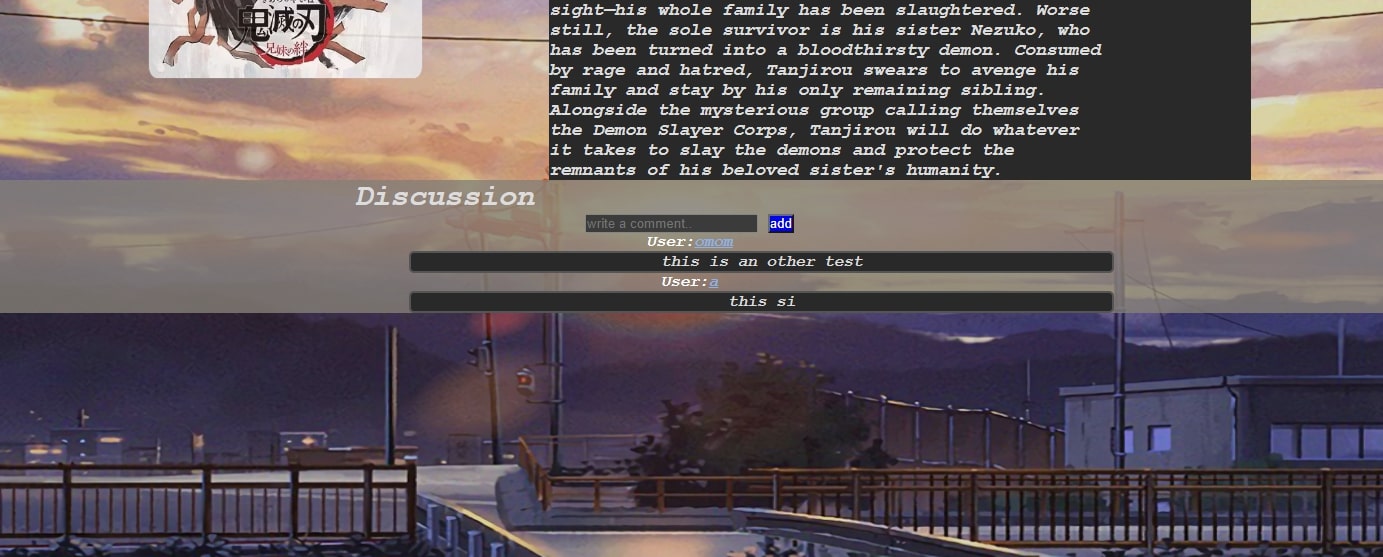 鬼滅の刃
兄妹の絆
sight—his whole family has been slaughtered. Worse
still, the sole survivor is his sister Nezuko, who
has been turned into a bloodthirsty demon. Consumed
by rage and hatred, Tanjirou swears to avenge his
family and stay by his only remaining sibling.
Alongside the mysterious group calling themselves
the Demon Slayer Corps, Tanjirou will do whatever
it takes to slay the demons and protect the
remnants of his beloved sister's humanity.
Discussion
write a comment.. add
User:omom
this is an other test
User:a
this si